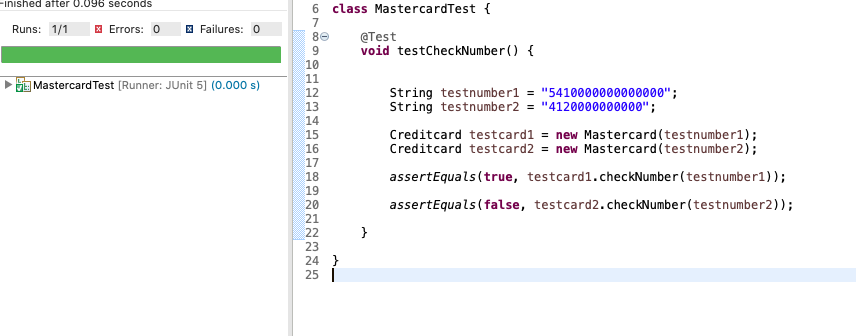 Finished after 0.096 seconds
Runs: 1/1 Errors: 0 Failures: 0
MastercardTest [Runner: JUnit 5] (0.000 s)
6 class MastercardTest {
7
8 @Test
9 void testCheckNumber() {
10
11
12 String testnumber1 = "5410000000000000";
13 String testnumber2 = "4120000000000";
14
15 Creditcard testcard1 = new Mastercard(testnumber1);
16 Creditcard testcard2 = new Mastercard(testnumber2);
17
18 assertEquals(true, testcard1.checkNumber(testnumber1));
19
20 assertEquals(false, testcard2.checkNumber(testnumber2));
21
22 }
23
24 }
25